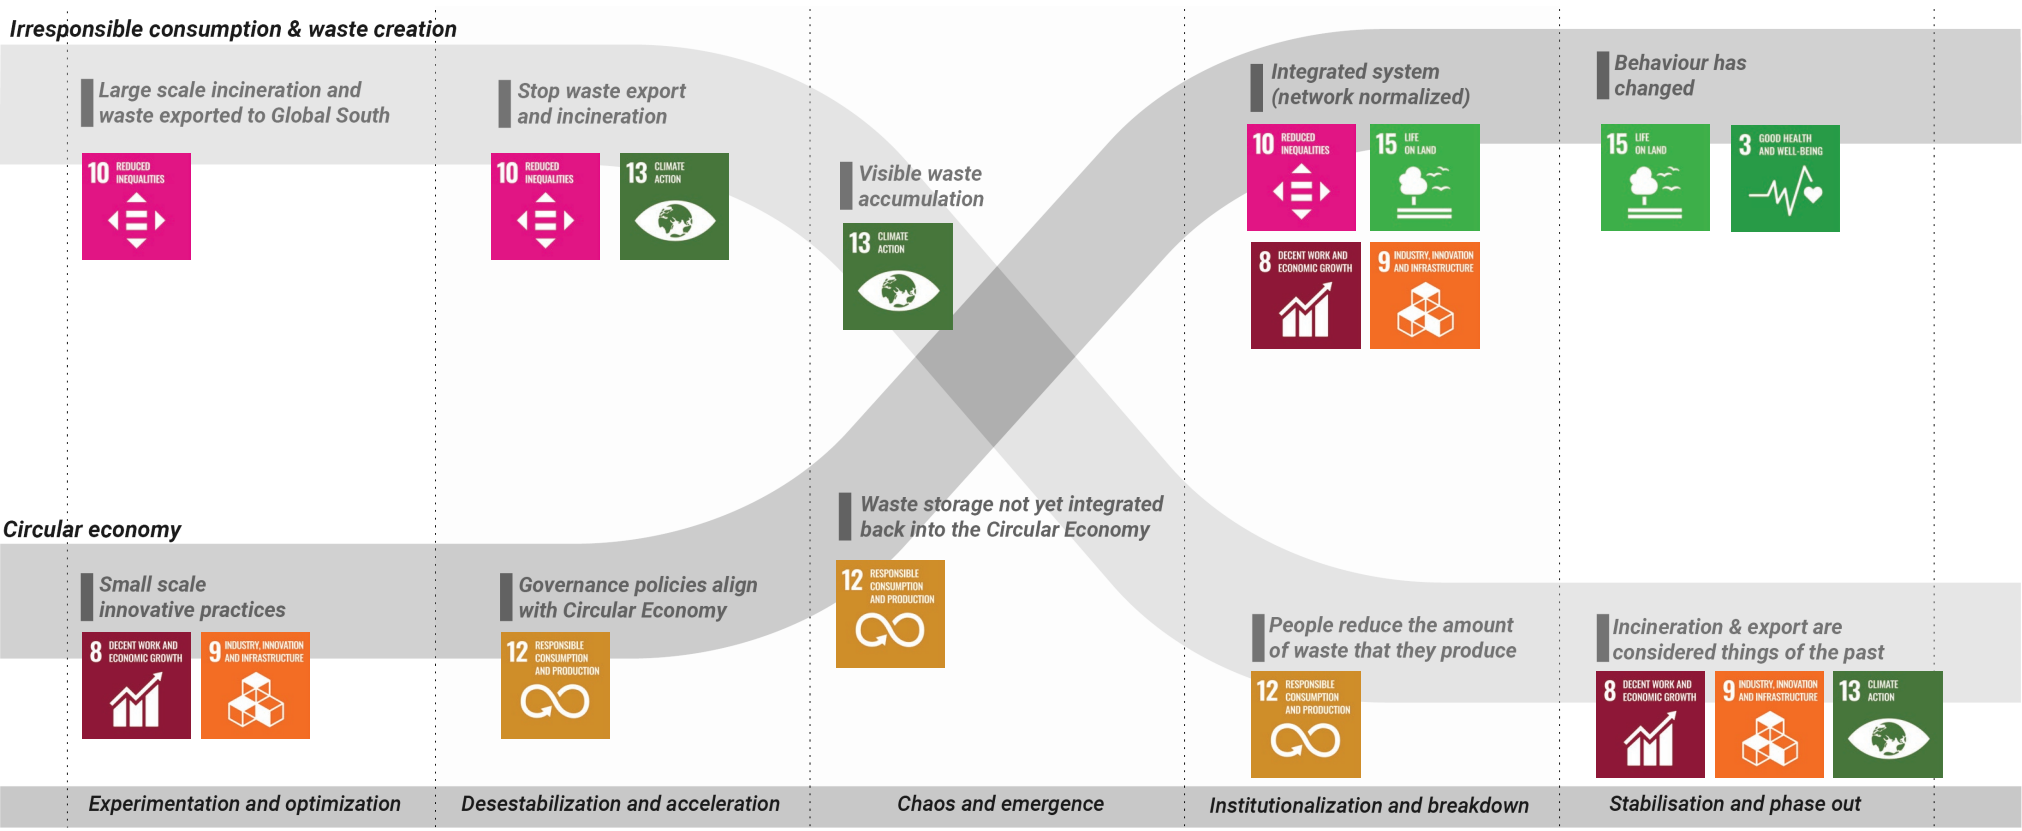 Irresponsible consumption & waste creation
Large scale incineration and
waste exported to Global South
10 REDUCED
INEQUALITIES
Stop waste export
and incineration
10 REDUCED
INEQUALITIES
13 CLIMATE
ACTION
Visible waste
accumulation
13 CLIMATE
ACTION
Integrated system
(network normalized)
10 REDUCED
INEQUALITIES
15 LIFE
ON LAND
8 DECENT WORK AND
ECONOMIC GROWTH
9 INDUSTRY, INNOVATION
AND INFRASTRUCTURE
Behaviour has
changed
15 LIFE
ON LAND
3 GOOD HEALTH
AND WELL-BEING
Circular economy
Small scale
innovative practices
8 DECENT WORK AND
ECONOMIC GROWTH
9 INDUSTRY, INNOVATION
AND INFRASTRUCTURE
Governance policies align
with Circular Economy
12 RESPONSIBLE
CONSUMPTION
AND PRODUCTION
Waste storage not yet integrated
back into the Circular Economy
12 RESPONSIBLE
CONSUMPTION
AND PRODUCTION
People reduce the amount
of waste that they produce
12 RESPONSIBLE
CONSUMPTION
AND PRODUCTION
Incineration & export are
considered things of the past
8 DECENT WORK AND
ECONOMIC GROWTH
9 INDUSTRY, INNOVATION
AND INFRASTRUCTURE
13 CLIMATE
ACTION
Experimentation and optimization
Desestabilization and acceleration
Chaos and emergence
Institutionalization and breakdown
Stabilisation and phase out